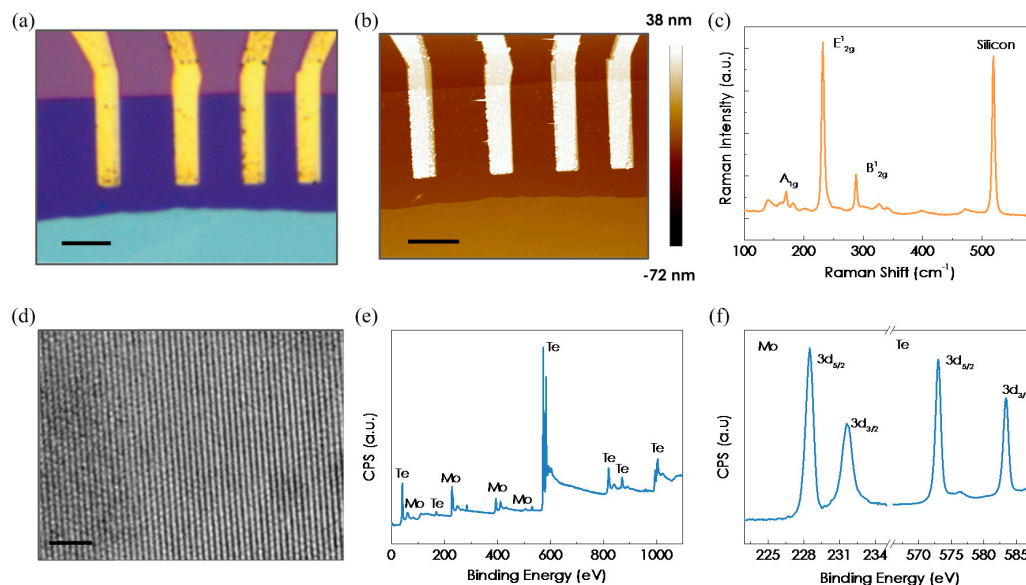 (a)
(b)
38 nm
-72 nm
(c)
E¹2g
Silicon
A1g
B¹2g
Raman Intensity (a.u.)
100 200 300 400 500
Raman Shift (cm-1)
(d)
(e)
Te
Te
Mo
Te
Mo
Mo
Mo
Te
Te
Te
CPS (a.u.)
0 200 400 600 800 1000
Binding Energy (eV)
(f)
Mo
3d5/2
3d3/2
Te
3d5/2
3d3/
CPS (a.u)
225 228 231 234 570 575 580 585
Binding Energy (eV)